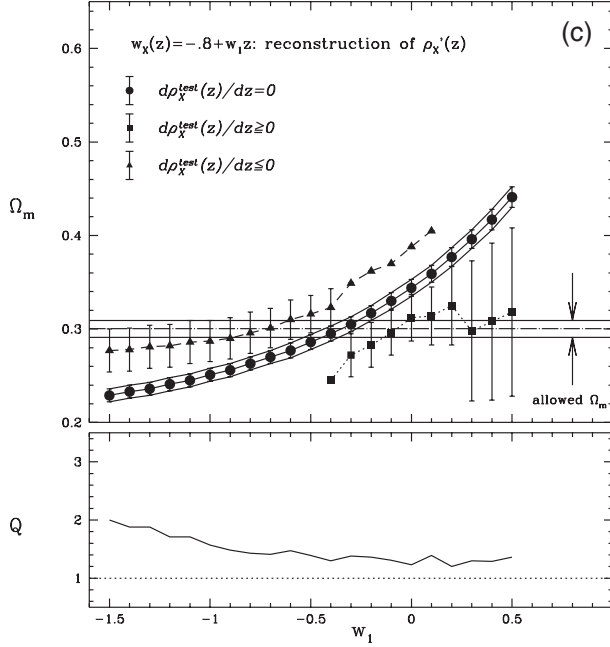 (c)
w_X(z)=-.8+w_1z: reconstruction of ρ_X'(z)
dρ_X^test(z)/dz=0
dρ_X^test(z)/dz≧0
dρ_X^test(z)/dz≦0
0.6
0.4
0.3
0.2
Ω_m
allowed Ω_m
3
2
1
Q
-1.5 -1 -0.5 0 0.5
w_1